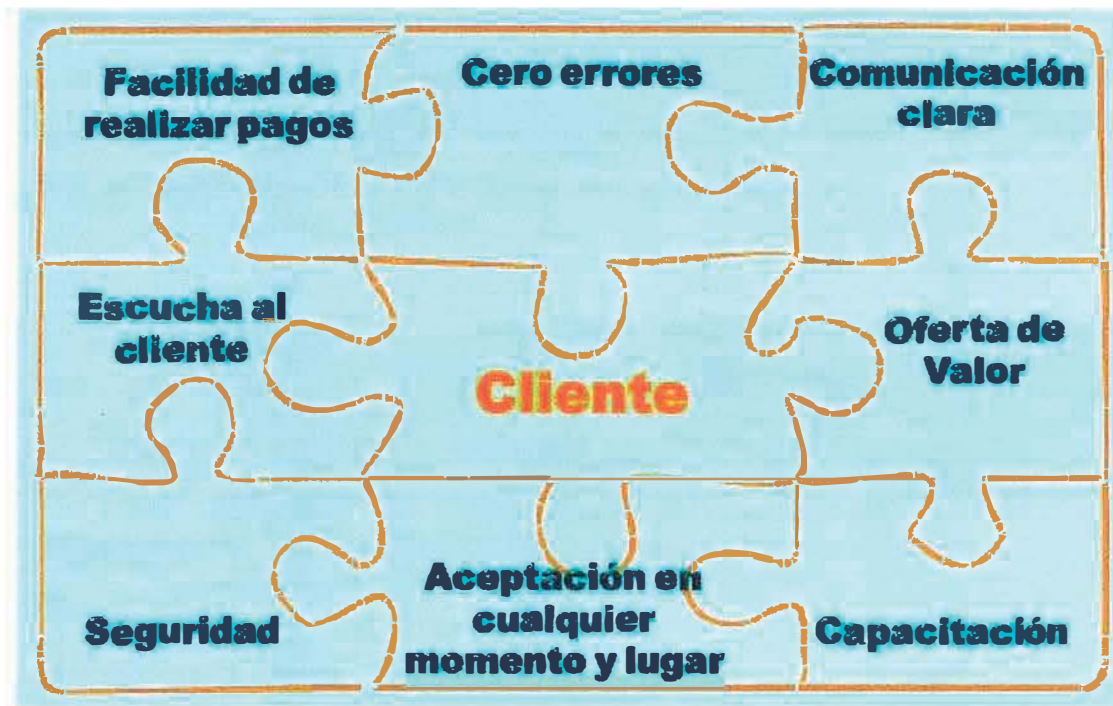 Facilidad de
realizar pagos
Cero errores
Comunicación
clara
Escucha al
cliente
Cliente
Oferta de
Valor
Seguridad
Aceptación en
cualquier
momento y lugar
Capacitación